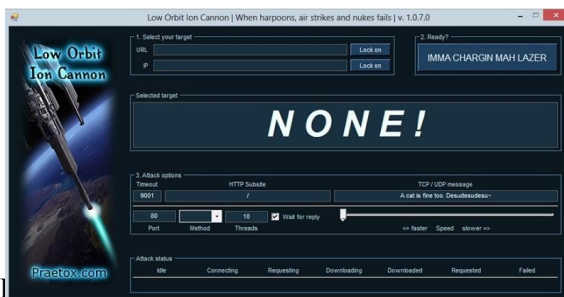 Low Orbit Ion Cannon | When harpoons, air strikes and nukes fails | v. 1.0.7.0
Low Orbit
Ion Cannon
1. Select your target
URL
Lock on
IP
Lock on
2. Ready?
IMMA CHARGIN MAH LAZER
Selected target
NONE!
3. Attack options
Timeout HTTP Subsite TCP / UDP message
9001 / A cat is fine too. Desudesudesu~
80 10 Wait for reply
Port Method Threads <= faster Speed slower =>
Attack status
Idle Connecting Requesting Downloading Downloaded Requested Failed
Praetox.com